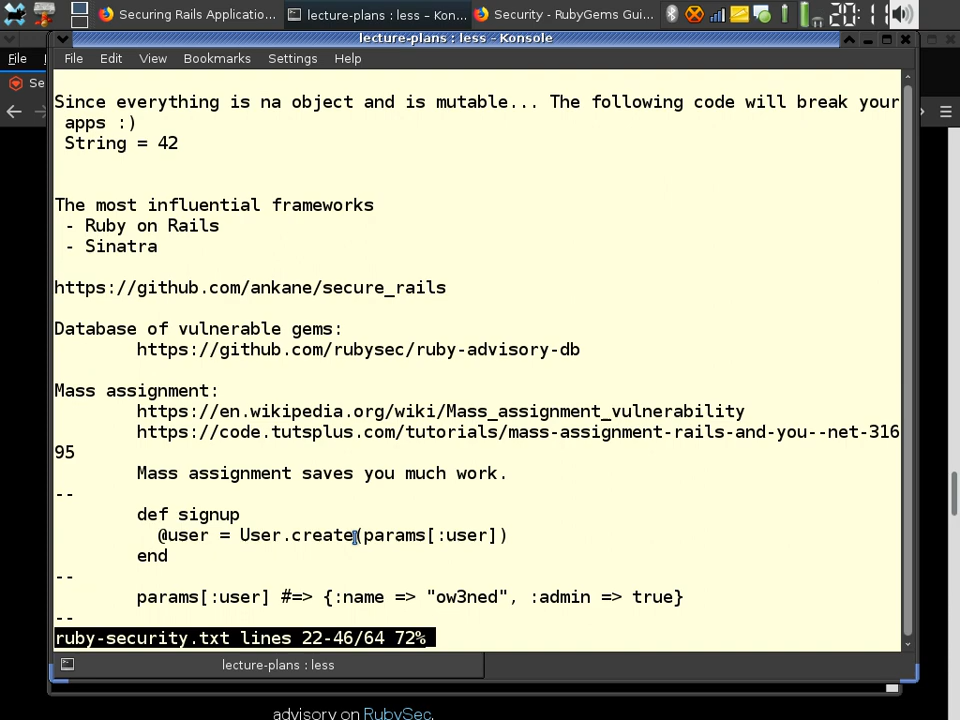 Securing Rails Applicatio...
lecture-plans : less – Kon...
Security - RubyGems Gui...
20:11
lecture-plans : less – Konsole
File
File Edit View Bookmarks Settings Help
Se
Since everything is na object and is mutable... The following code will break your
apps :)
String = 42
The most influential frameworks
- Ruby on Rails
- Sinatra
https://github.com/ankane/secure_rails
Database of vulnerable gems:
https://github.com/rubysec/ruby-advisory-db
Mass assignment:
https://en.wikipedia.org/wiki/Mass_assignment_vulnerability
https://code.tutsplus.com/tutorials/mass-assignment-rails-and-you--net-316
95
Mass assignment saves you much work.
--
def signup
@user = User.create(params[:user])
end
--
params[:user] #=> {:name => "ow3ned", :admin => true}
--
ruby-security.txt lines 22-46/64 72%
lecture-plans : less
advisory on RubySec.